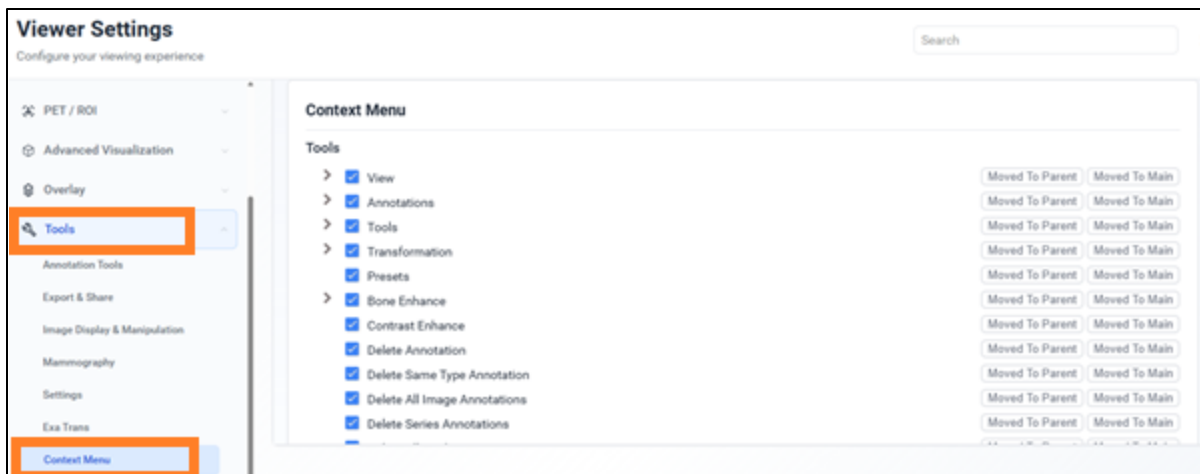 Viewer Settings
Configure your viewing experience
Search
PET / ROI
Advanced Visualization
Overlay
Tools
Annotation Tools
Export & Share
Image Display & Manipulation
Mammography
Settings
Exa Trans
Context Menu
Context Menu
Tools
View Moved To Parent Moved To Main
Annotations Moved To Parent Moved To Main
Tools Moved To Parent Moved To Main
Transformation Moved To Parent Moved To Main
Presets Moved To Parent Moved To Main
Bone Enhance Moved To Parent Moved To Main
Contrast Enhance Moved To Parent Moved To Main
Delete Annotation Moved To Parent Moved To Main
Delete Same Type Annotation Moved To Parent Moved To Main
Delete All Image Annotations Moved To Parent Moved To Main
Delete Series Annotations Moved To Parent Moved To Main